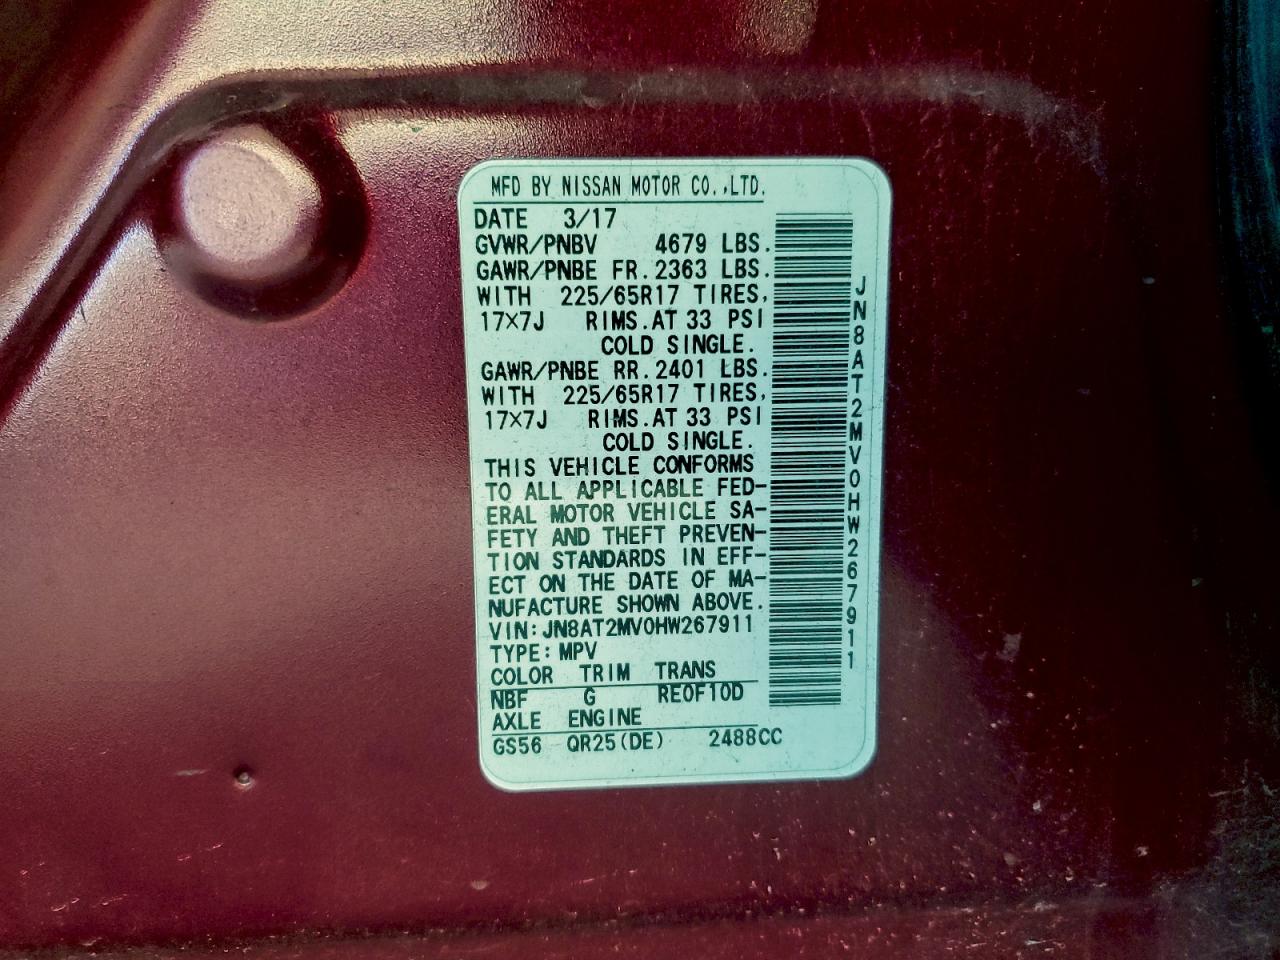 MFD BY NISSAN MOTOR CO.,LTD.
DATE 3/17
GVWR/PNBV 4679 LBS.
GAWR/PNBE FR. 2363 LBS.
WITH 225/65R17 TIRES,
17×7J RIMS. AT 33 PSI
COLD SINGLE.
GAWR/PNBE RR. 2401 LBS.
WITH 225/65R17 TIRES,
17×7J RIMS. AT 33 PSI
COLD SINGLE.
THIS VEHICLE CONFORMS
TO ALL APPLICABLE FED-
ERAL MOTOR VEHICLE SA-
FETY AND THEFT PREVEN-
TION STANDARDS IN EFF-
ECT ON THE DATE OF MA-
NUFACTURE SHOWN ABOVE.
VIN: JN8AT2MV0HW267911
TYPE: MPV
COLOR TRIM TRANS
NBF G RE0F10D
AXLE ENGINE
GS56 QR25(DE) 2488CC
JN8AT2MV0HW267911